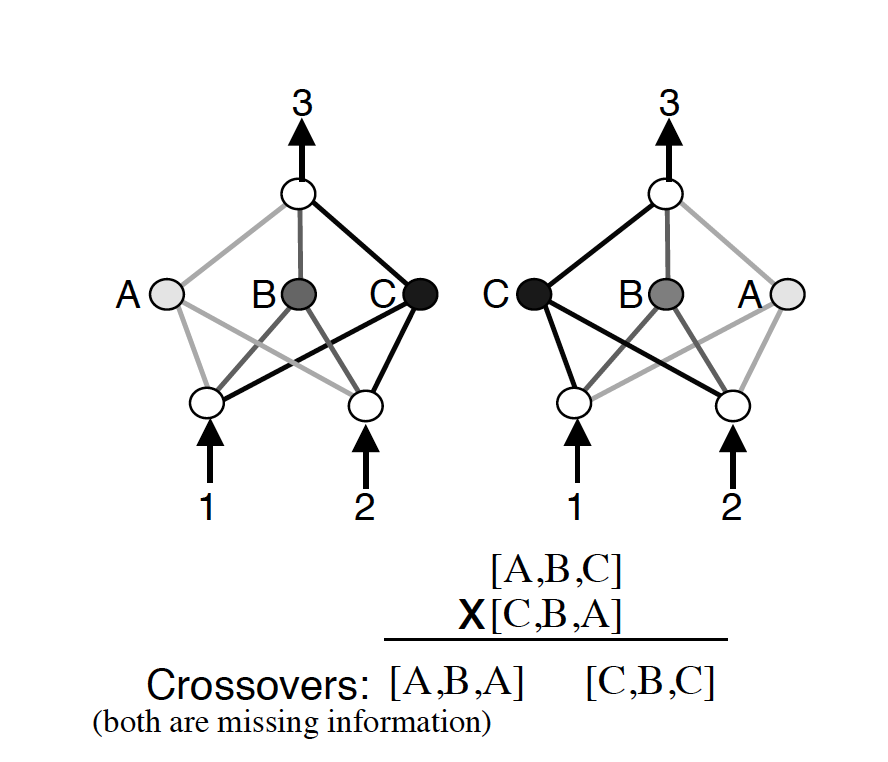 3 3
A B C C B A
1 2 1 2
[A,B,C]
X[C,B,A]
Crossovers: [A,B,A] [C,B,C]
(both are missing information)